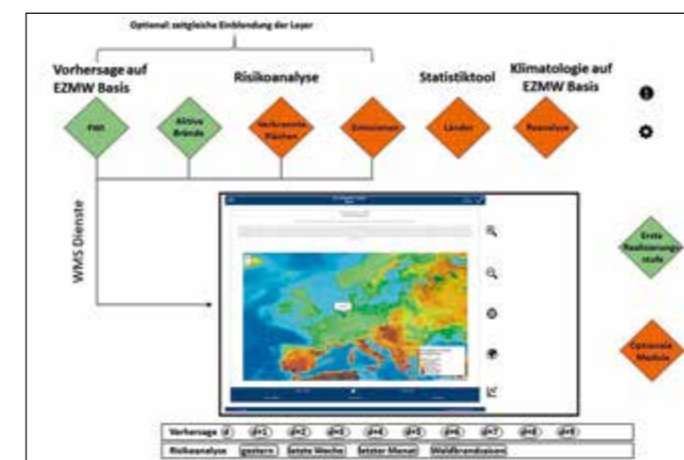 Optional: zeitgleiche Einblendung der Layer
Vorhersage auf
EZMW Basis
Risikoanalyse
Statistiktool
Klimatologie auf
EZMW Basis
FWI
Aktive
Brände
Verbrannte
Flächen
Emissionen
Länder
Reanalyse
WMS Dienste
Erste
Realisierungs-
stufe
Optionale
Module
Vorhersage d d+1 d+2 d+3 d+4 d+5 d+6 d+7 d+8 d+9
Risikoanalyse gestern letzte Woche letzter Monat Waldbrandsaison